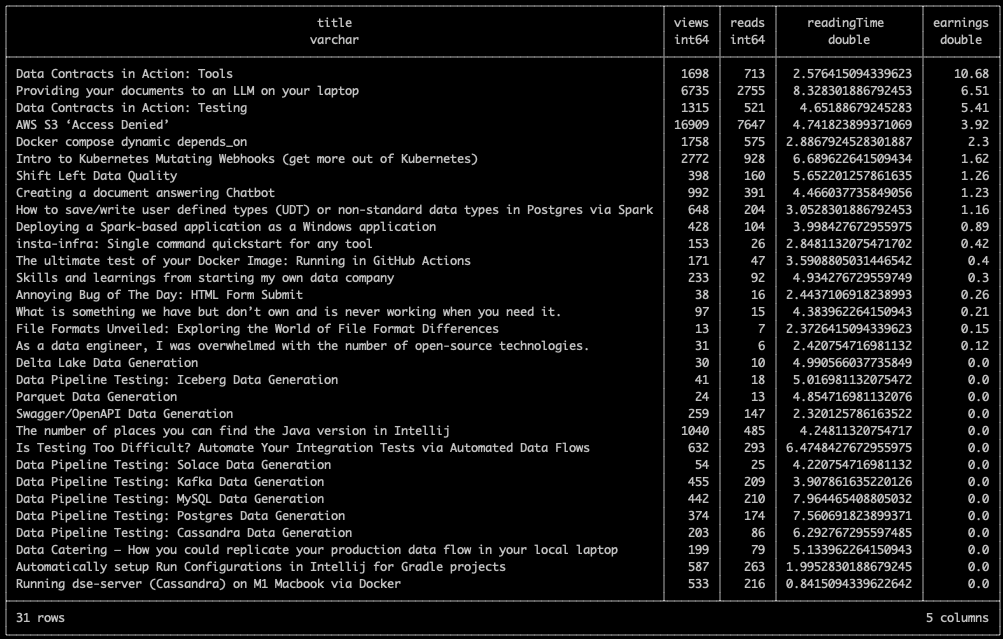 title views reads readingTime earnings
varchar int64 int64 double double
Data Contracts in Action: Tools 1698 713 2.576415094339623 10.68
Providing your documents to an LLM on your laptop 6735 2755 8.328301886792453 6.51
Data Contracts in Action: Testing 1315 521 4.65188679245283 5.41
AWS S3 ‘Access Denied’ 16909 7647 4.741823899371069 3.92
Docker compose dynamic depends_on 1758 575 2.8867924528301887 2.3
Intro to Kubernetes Mutating Webhooks (get more out of Kubernetes) 2772 928 6.689622641509434 1.62
Shift Left Data Quality 398 160 5.652201257861635 1.26
Creating a document answering Chatbot 992 391 4.466037735849056 1.23
How to save/write user defined types (UDT) or non-standard data types in Postgres via Spark 648 204 3.0528301886792453 1.16
Deploying a Spark-based application as a Windows application 428 104 3.998427672955975 0.89
insta-infra: Single command quickstart for any tool 153 26 2.8481132075471702 0.42
The ultimate test of your Docker Image: Running in GitHub Actions 171 47 3.5908805031446542 0.4
Skills and learnings from starting my own data company 233 92 4.934276729559749 0.3
Annoying Bug of The Day: HTML Form Submit 38 16 2.4437106918238993 0.26
What is something we have but don’t own and is never working when you need it. 97 15 4.383962264150943 0.21
File Formats Unveiled: Exploring the World of File Format Differences 13 7 2.3726415094339623 0.15
As a data engineer, I was overwhelmed with the number of open-source technologies. 31 6 2.420754716981132 0.12
Delta Lake Data Generation 30 10 4.990566037735849 0.0
Data Pipeline Testing: Iceberg Data Generation 41 18 5.016981132075472 0.0
Parquet Data Generation 24 13 4.854716981132076 0.0
Swagger/OpenAPI Data Generation 259 147 2.320125786163522 0.0
The number of places you can find the Java version in Intellij 1040 485 4.24811320754717 0.0
Is Testing Too Difficult? Automate Your Integration Tests via Automated Data Flows 632 293 6.4748427672955975 0.0
Data Pipeline Testing: Solace Data Generation 54 25 4.220754716981132 0.0
Data Pipeline Testing: Kafka Data Generation 455 209 3.907861635220126 0.0
Data Pipeline Testing: MySQL Data Generation 442 210 7.964465408805032 0.0
Data Pipeline Testing: Postgres Data Generation 374 174 7.560691823899371 0.0
Data Pipeline Testing: Cassandra Data Generation 203 86 6.292767295597485 0.0
Data Catering – How you could replicate your production data flow in your local laptop 199 79 5.133962264150943 0.0
Automatically setup Run Configurations in Intellij for Gradle projects 587 263 1.9952830188679245 0.0
Running dse-server (Cassandra) on M1 Macbook via Docker 533 216 0.8415094339622642 0.0
31 rows 5 columns